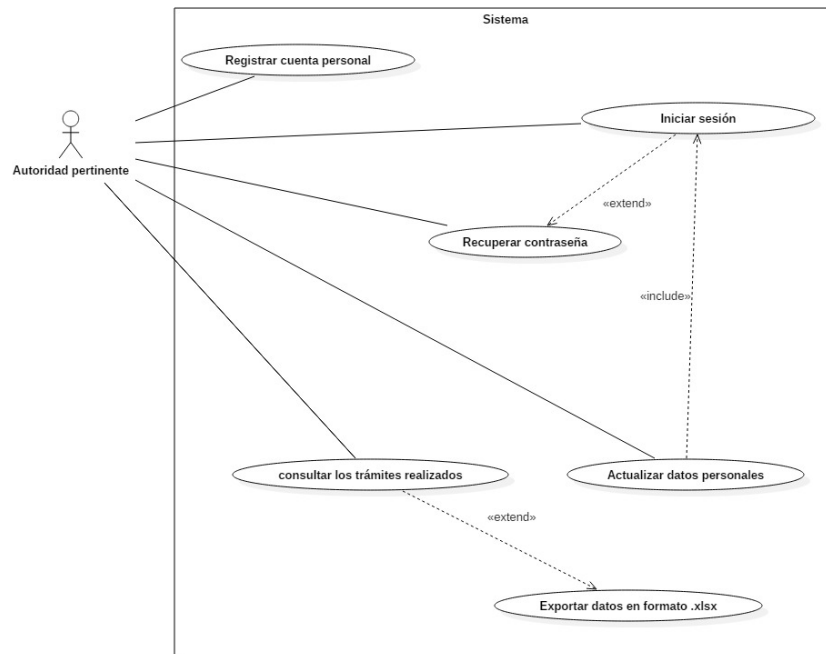 Sistema
Registrar cuenta personal
Iniciar sesión
Autoridad pertinente
«extend»
Recuperar contraseña
«include»
consultar los trámites realizados
Actualizar datos personales
«extend»
Exportar datos en formato .xlsx